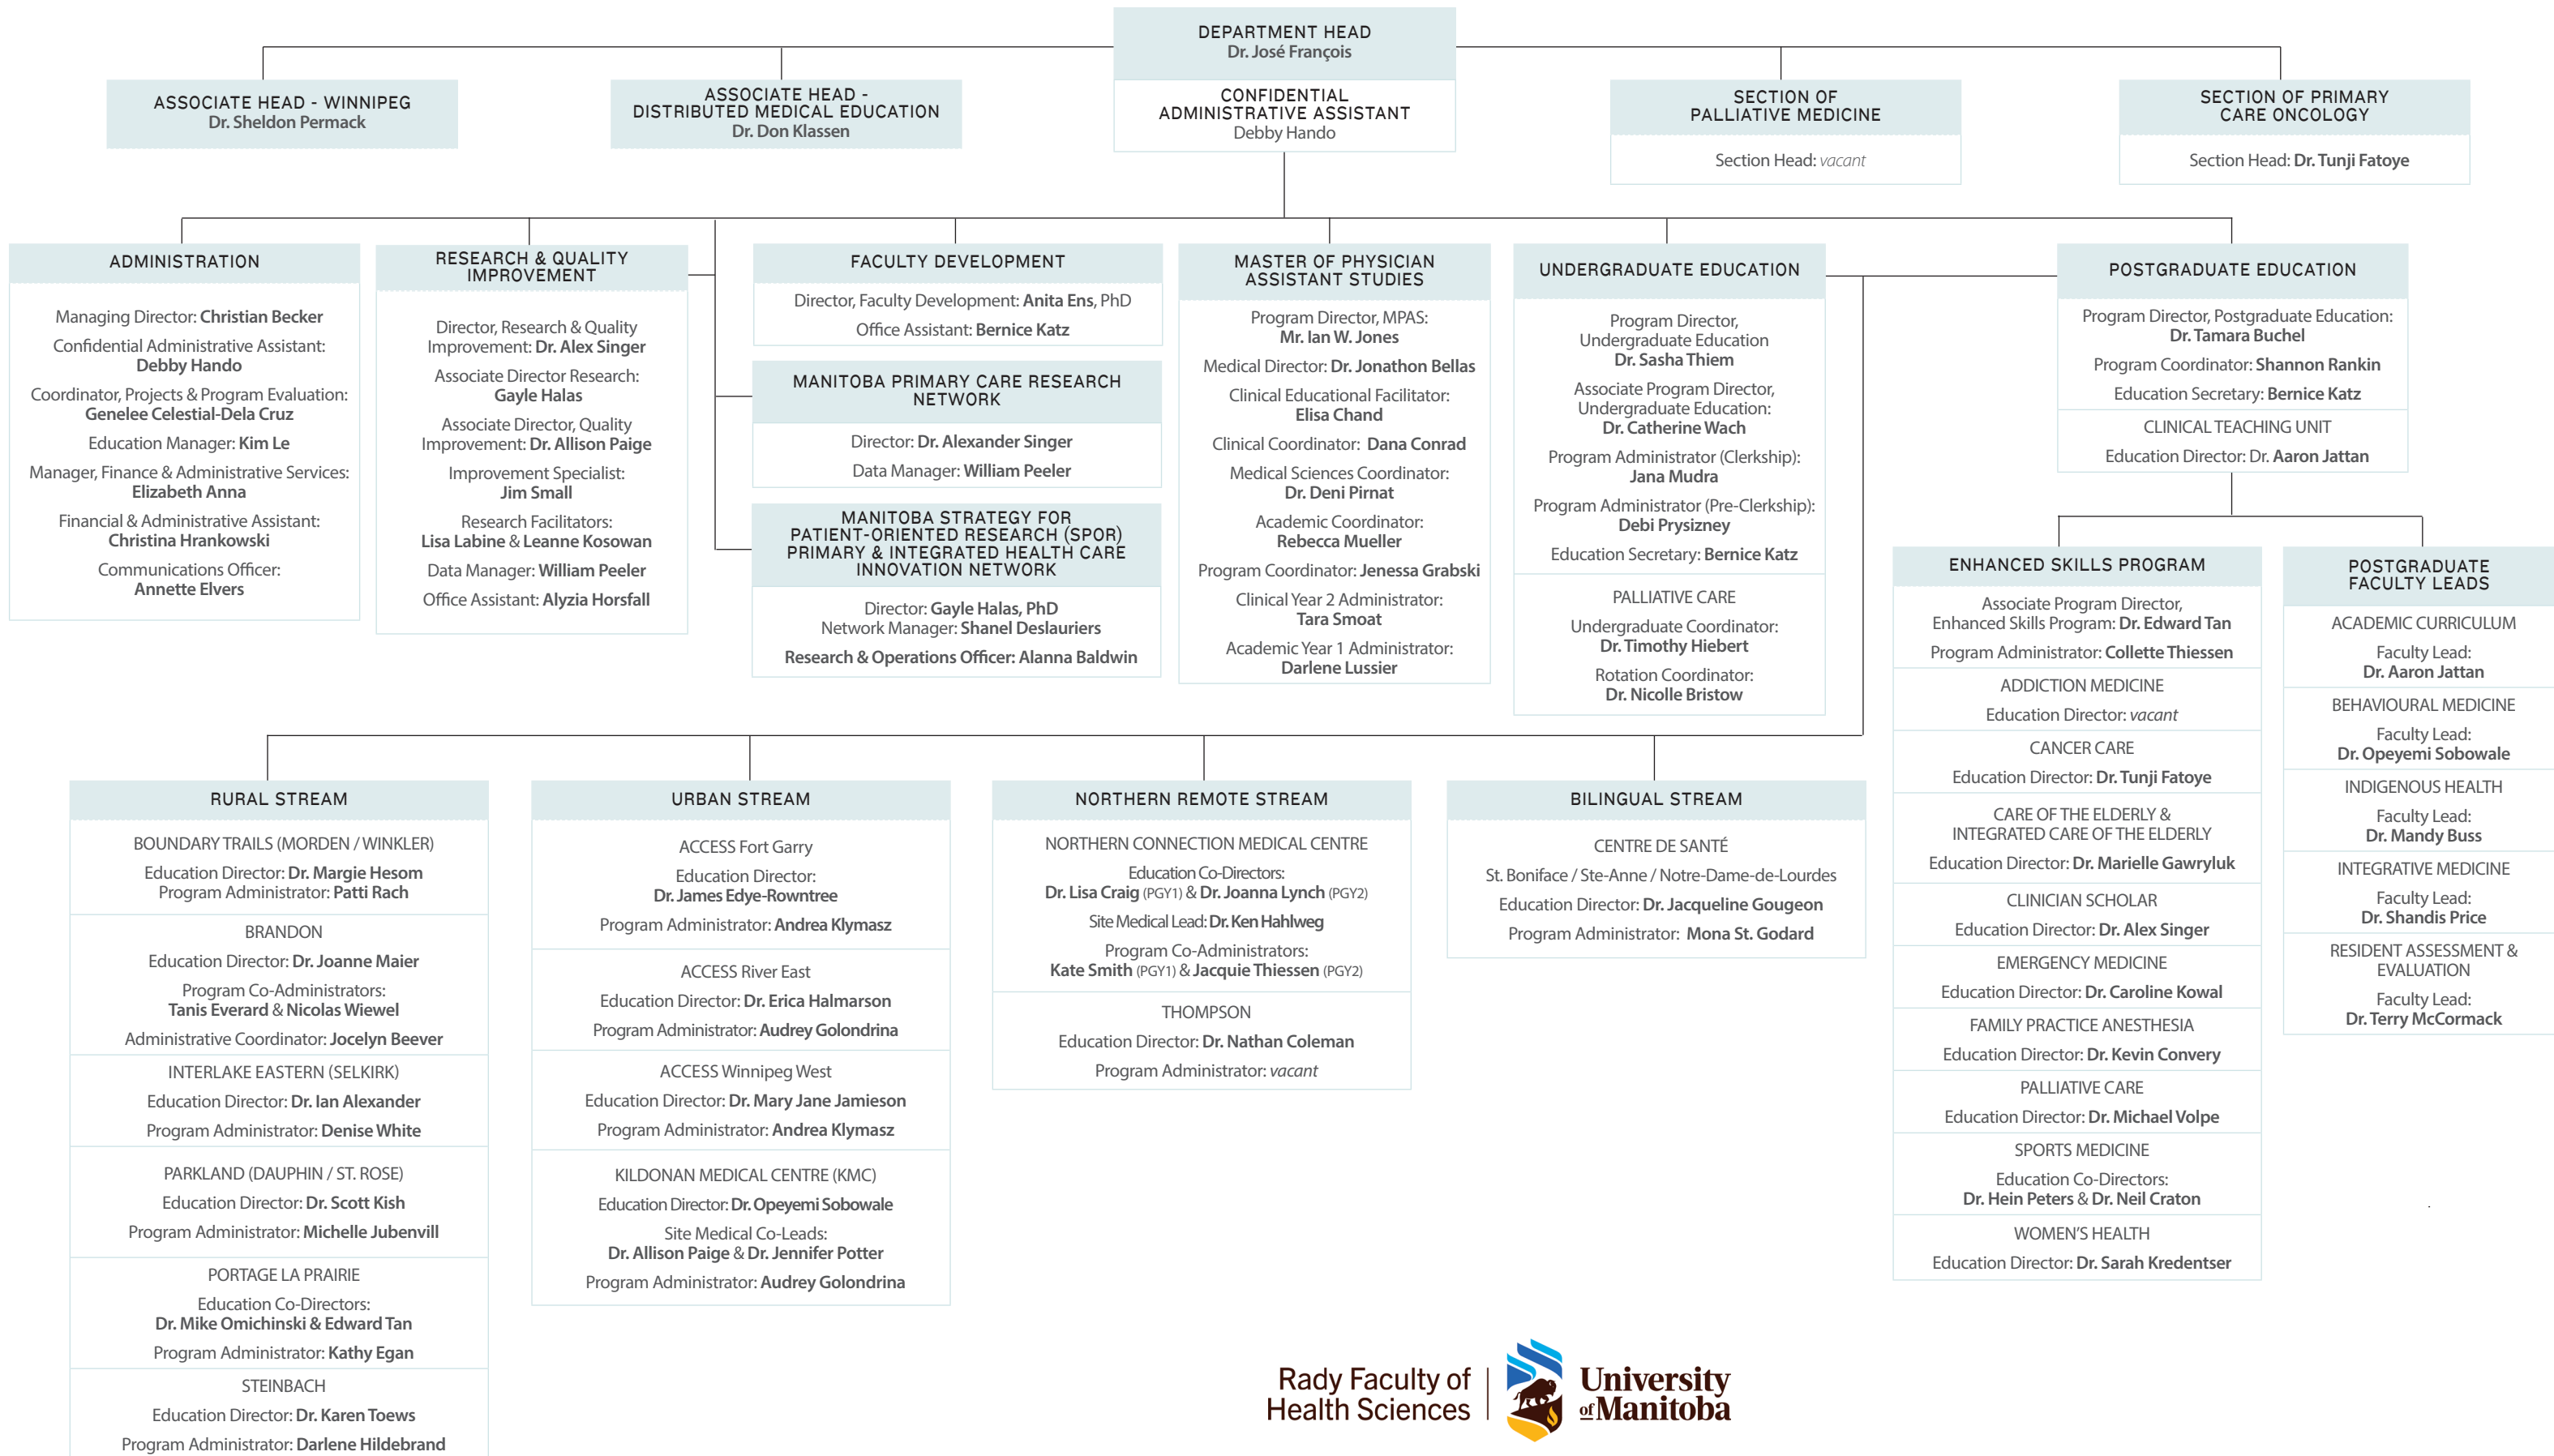 DEPARTMENT HEAD
Dr. José François
CONFIDENTIAL
ADMINISTRATIVE ASSISTANT
Debby Hando
ASSOCIATE HEAD - WINNIPEG
Dr. Sheldon Permack
ASSOCIATE HEAD -
DISTRIBUTED MEDICAL EDUCATION
Dr. Don Klassen
SECTION OF
PALLIATIVE MEDICINE
Section Head: vacant
SECTION OF PRIMARY
CARE ONCOLOGY
Section Head: Dr. Tunji Fatoye
ADMINISTRATION
Managing Director: Christian Becker
Confidential Administrative Assistant:
Debby Hando
Coordinator, Projects & Program Evaluation:
Genelee Celestial-Dela Cruz
Education Manager: Kim Le
Manager, Finance & Administrative Services:
Elizabeth Anna
Financial & Administrative Assistant:
Christina Hrankowski
Communications Officer:
Annette Elvers
RESEARCH & QUALITY
IMPROVEMENT
Director, Research & Quality
Improvement: Dr. Alex Singer
Associate Director Research:
Gayle Halas
Associate Director, Quality
Improvement: Dr. Allison Paige
Improvement Specialist:
Jim Small
Research Facilitators:
Lisa Labine & Leanne Kosowan
Data Manager: William Peeler
Office Assistant: Alyzia Horsfall
FACULTY DEVELOPMENT
Director, Faculty Development: Anita Ens, PhD
Office Assistant: Bernice Katz
MANITOBA PRIMARY CARE RESEARCH
NETWORK
Director: Dr. Alexander Singer
Data Manager: William Peeler
MANITOBA STRATEGY FOR
PATIENT-ORIENTED RESEARCH (SPOR)
PRIMARY & INTEGRATED HEALTH CARE
INNOVATION NETWORK
Director: Gayle Halas, PhD
Network Manager: Shanel Deslauriers
Research & Operations Officer: Alanna Baldwin
MASTER OF PHYSICIAN
ASSISTANT STUDIES
Program Director, MPAS:
Mr. Ian W. Jones
Medical Director: Dr. Jonathon Bellas
Clinical Educational Facilitator:
Elisa Chand
Clinical Coordinator: Dana Conrad
Medical Sciences Coordinator:
Dr. Deni Pirnat
Academic Coordinator:
Rebecca Mueller
Program Coordinator: Jenessa Grabski
Clinical Year 2 Administrator:
Tara Smoat
Academic Year 1 Administrator:
Darlene Lussier
UNDERGRADUATE EDUCATION
Program Director,
Undergraduate Education
Dr. Sasha Thiem
Associate Program Director,
Undergraduate Education:
Dr. Catherine Wach
Program Administrator (Clerkship):
Jana Mudra
Program Administrator (Pre-Clerkship):
Debi Prysizney
Education Secretary: Bernice Katz
PALLIATIVE CARE
Undergraduate Coordinator:
Dr. Timothy Hiebert
Rotation Coordinator:
Dr. Nicolle Bristow
POSTGRADUATE EDUCATION
Program Director, Postgraduate Education:
Dr. Tamara Buchel
Program Coordinator: Shannon Rankin
Education Secretary: Bernice Katz
CLINICAL TEACHING UNIT
Education Director: Dr. Aaron Jattan
ENHANCED SKILLS PROGRAM
Associate Program Director,
Enhanced Skills Program: Dr. Edward Tan
Program Administrator: Collette Thiessen
ADDICTION MEDICINE
Education Director: vacant
CANCER CARE
Education Director: Dr. Tunji Fatoye
CARE OF THE ELDERLY &
INTEGRATED CARE OF THE ELDERLY
Education Director: Dr. Marielle Gawryluk
CLINICIAN SCHOLAR
Education Director: Dr. Alex Singer
EMERGENCY MEDICINE
Education Director: Dr. Caroline Kowal
FAMILY PRACTICE ANESTHESIA
Education Director: Dr. Kevin Convery
PALLIATIVE CARE
Education Director: Dr. Michael Volpe
SPORTS MEDICINE
Education Co-Directors:
Dr. Hein Peters & Dr. Neil Craton
WOMEN'S HEALTH
Education Director: Dr. Sarah Kredentser
POSTGRADUATE
FACULTY LEADS
ACADEMIC CURRICULUM
Faculty Lead:
Dr. Aaron Jattan
BEHAVIOURAL MEDICINE
Faculty Lead:
Dr. Opeyemi Sobowale
INDIGENOUS HEALTH
Faculty Lead:
Dr. Mandy Buss
INTEGRATIVE MEDICINE
Faculty Lead:
Dr. Shandis Price
RESIDENT ASSESSMENT &
EVALUATION
Faculty Lead:
Dr. Terry McCormack
RURAL STREAM
BOUNDARY TRAILS (MORDEN / WINKLER)
Education Director: Dr. Margie Hesom
Program Administrator: Patti Rach
BRANDON
Education Director: Dr. Joanne Maier
Program Co-Administrators:
Tanis Everard & Nicolas Wiewel
Administrative Coordinator: Jocelyn Beever
INTERLAKE EASTERN (SELKIRK)
Education Director: Dr. Ian Alexander
Program Administrator: Denise White
PARKLAND (DAUPHIN / ST. ROSE)
Education Director: Dr. Scott Kish
Program Administrator: Michelle Jubenvill
PORTAGE LA PRAIRIE
Education Co-Directors:
Dr. Mike Omichinski & Edward Tan
Program Administrator: Kathy Egan
STEINBACH
Education Director: Dr. Karen Toews
Program Administrator: Darlene Hildebrand
URBAN STREAM
ACCESS Fort Garry
Education Director:
Dr. James Edye-Rowntree
Program Administrator: Andrea Klymasz
ACCESS River East
Education Director: Dr. Erica Halmarson
Program Administrator: Audrey Golondrina
ACCESS Winnipeg West
Education Director: Dr. Mary Jane Jamieson
Program Administrator: Andrea Klymasz
KILDONAN MEDICAL CENTRE (KMC)
Education Director: Dr. Opeyemi Sobowale
Site Medical Co-Leads:
Dr. Allison Paige & Dr. Jennifer Potter
Program Administrator: Audrey Golondrina
NORTHERN REMOTE STREAM
NORTHERN CONNECTION MEDICAL CENTRE
Education Co-Directors:
Dr. Lisa Craig (PGY1) & Dr. Joanna Lynch (PGY2)
Site Medical Lead: Dr. Ken Hahlweg
Program Co-Administrators:
Kate Smith (PGY1) & Jacquie Thiessen (PGY2)
THOMPSON
Education Director: Dr. Nathan Coleman
Program Administrator: vacant
BILINGUAL STREAM
CENTRE DE SANTÉ
St. Boniface / Ste-Anne / Notre-Dame-de-Lourdes
Education Director: Dr. Jacqueline Gougeon
Program Administrator: Mona St. Godard
Rady Faculty of
Health Sciences
University
of Manitoba